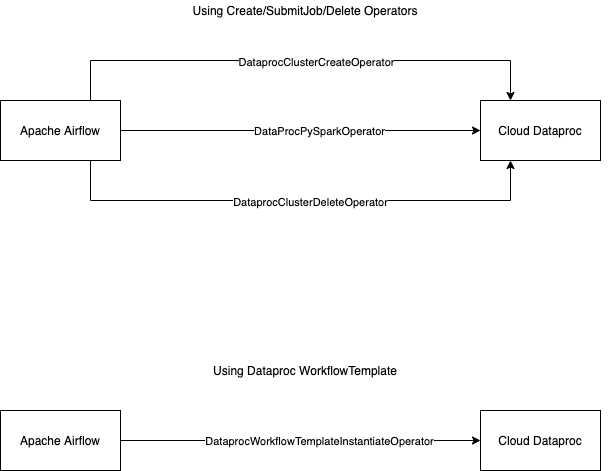 Using Create/SubmitJob/Delete Operators
DataprocClusterCreateOperator
Apache Airflow
DataProcPySparkOperator
Cloud Dataproc
DataprocClusterDeleteOperator
Using Dataproc WorkflowTemplate
Apache Airflow
DataprocWorkflowTemplateInstantiateOperator
Cloud Dataproc